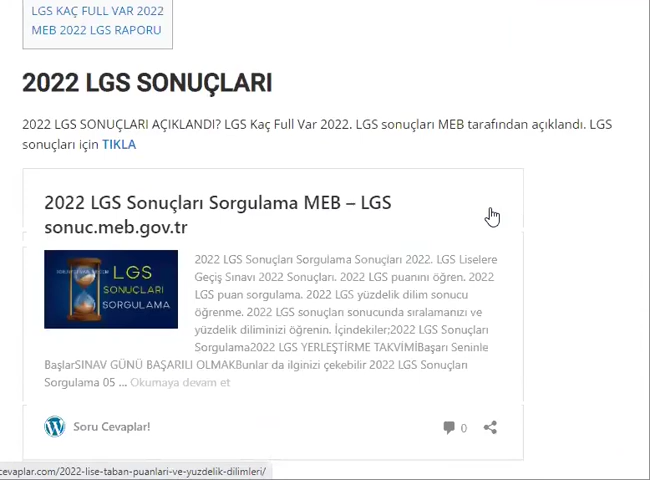 LGS KAÇ FULL VAR 2022
MEB 2022 LGS RAPORU
2022 LGS SONUÇLARI
2022 LGS SONUÇLARI AÇIKLANDI? LGS Kaç Full Var 2022. LGS sonuçları MEB tarafından açıklandı. LGS
sonuçları için TIKLA
2022 LGS Sonuçları Sorgulama MEB – LGS
sonuc.meb.gov.tr
LGS
SONUÇLARI
SORGULAMA
2022 LGS Sonuçları Sorgulama Sonuçları 2022. LGS Liselere
Geçiş Sınavı 2022 Sonuçları. 2022 LGS puanını öğren. 2022
LGS puan sorgulama. 2022 LGS yüzdelik dilim sonucu
öğrenme. 2022 LGS sonuçları sonucunda sıralamanızı ve
yüzdelik diliminizi öğrenin. İçindekiler;2022 LGS Sonuçları
Sorgulama2022 LGS YERLEŞTİRME TAKVİMİBaşarı Seninle
BaşlarSINAV GÜNÜ BAŞARILI OLMAKBunlar da ilginizi çekebilir 2022 LGS Sonuçları
Sorgulama 05 ... Okumaya devam et
Soru Cevaplar!
0
cevaplar.com/2022-lise-taban-puanlari-ve-yuzdelik-dilimleri/